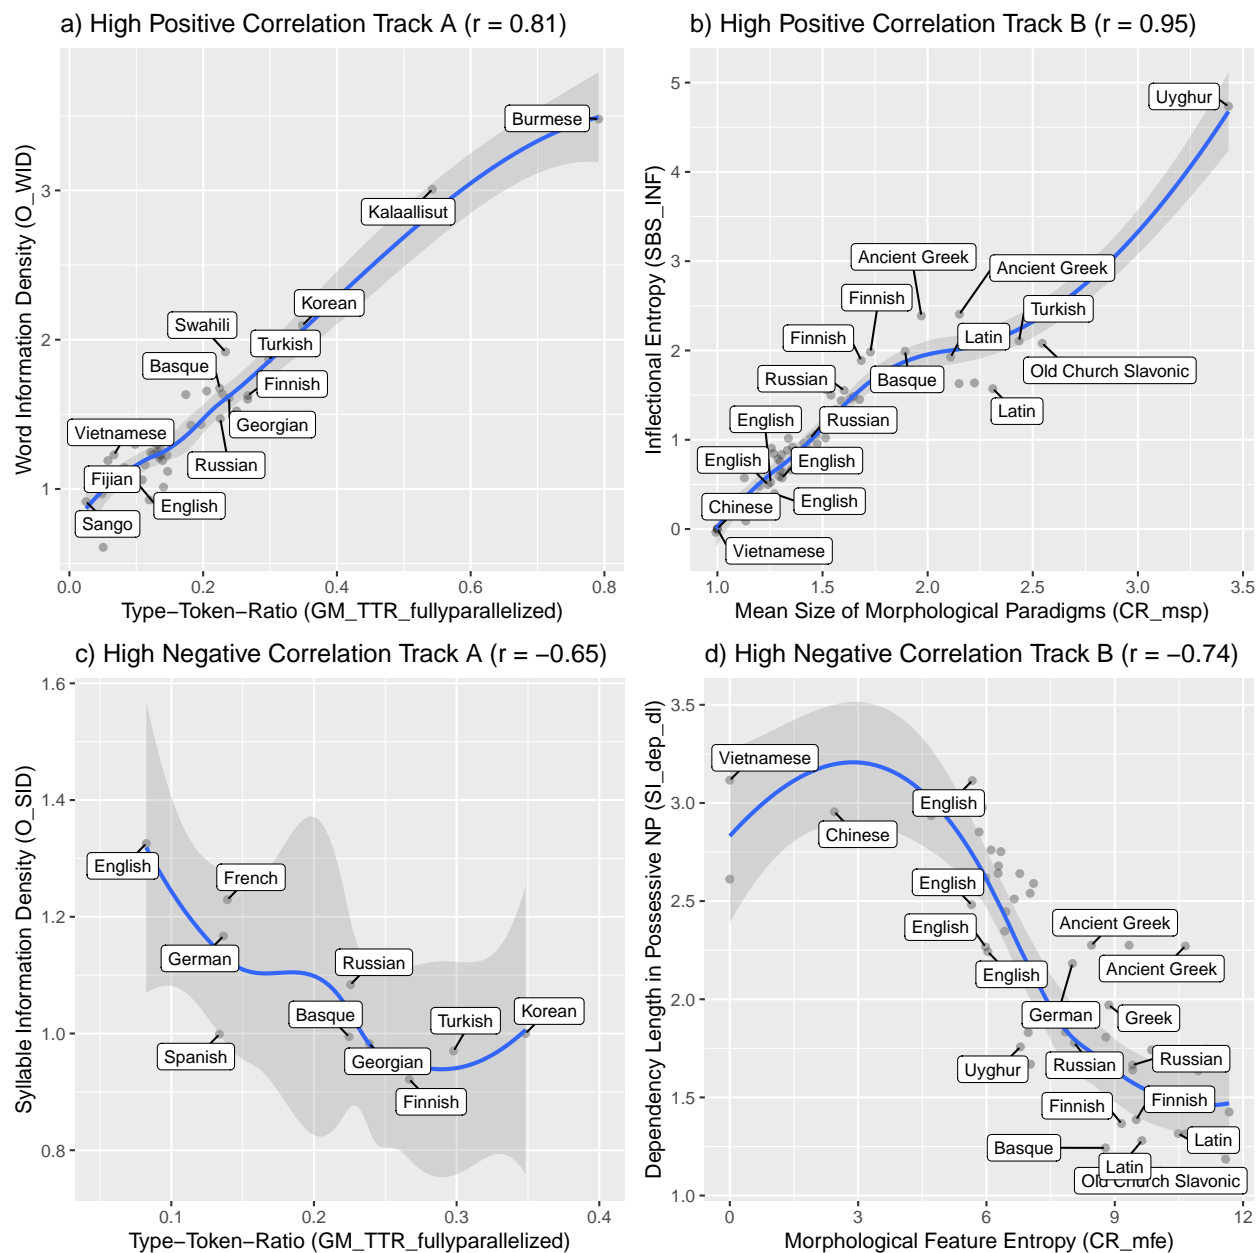 a) High Positive Correlation Track A (r = 0.81)
Word Information Density (O_WID)
3
2
1
Burmese
Kalaallisut
Korean
Swahili
Turkish
Basque
Finnish
Georgian
Vietnamese
Russian
Fijian
English
Sango
0.0
0.2
0.4
0.6
0.8
Type−Token−Ratio (GM_TTR_fullyparallelized)
b) High Positive Correlation Track B (r = 0.95)
Inflectional Entropy (SBS_INF)
5
4
3
2
1
0
Uyghur
Ancient Greek
Ancient Greek
Finnish
Turkish
Finnish
Latin
Old Church Slavonic
Russian
Basque
Latin
English
Russian
English
English
English
Chinese
Vietnamese
1.0
1.5
2.0
2.5
3.0
3.5
Mean Size of Morphological Paradigms (CR_msp)
c) High Negative Correlation Track A (r = −0.65)
Syllable Information Density (O_SID)
1.6
1.4
1.2
1.0
0.8
English
French
German
Russian
Basque
Turkish
Korean
Spanish
Georgian
Finnish
0.1
0.2
0.3
0.4
Type−Token−Ratio (GM_TTR_fullyparallelized)
d) High Negative Correlation Track B (r = −0.74)
Dependency Length in Possessive NP (SI_dep_dl)
3.5
3.0
2.5
2.0
1.5
1.0
Vietnamese
English
Chinese
English
English
Ancient Greek
English
Ancient Greek
German
Greek
Uyghur
Russian
Russian
Finnish
Finnish
Basque
Latin
Latin
Old Church Slavonic
0
3
6
9
12
Morphological Feature Entropy (CR_mfe)